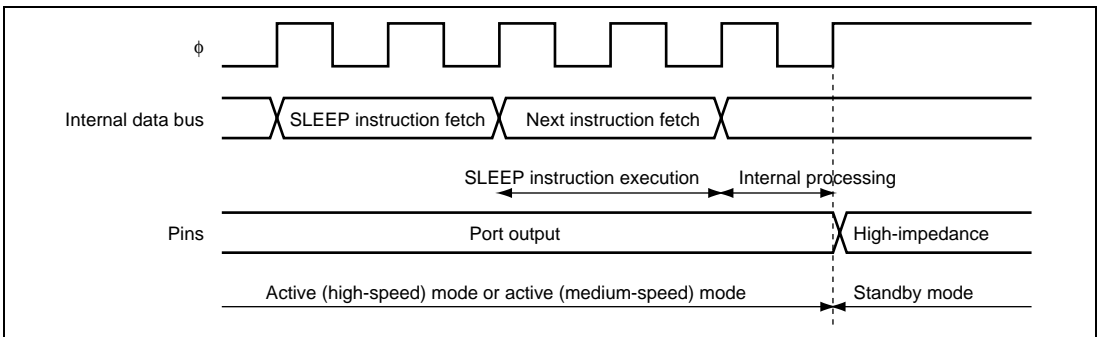 ϕ
Internal data bus
SLEEP instruction fetch
Next instruction fetch
SLEEP instruction execution
Internal processing
Pins
Port output
High-impedance
Active (high-speed) mode or active (medium-speed) mode
Standby mode